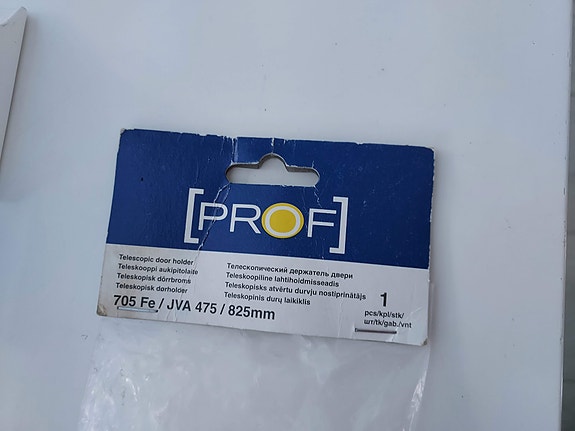 [PROF]
Telescopic door holder
Teleskooppi aukipitolaite
Teleskopisk dörrbroms
Teleskopisk dørholder
Телескопический держатель двери
Teleskoopiline lahtihoidmisseadis
Teleskopisks atvērtu durvju nostiprinātājs
Teleskopinis durų laikiklis
705 Fe / JVA 475 / 825mm
1
pcs/kpl/stk/
шт/tk/gab./vnt